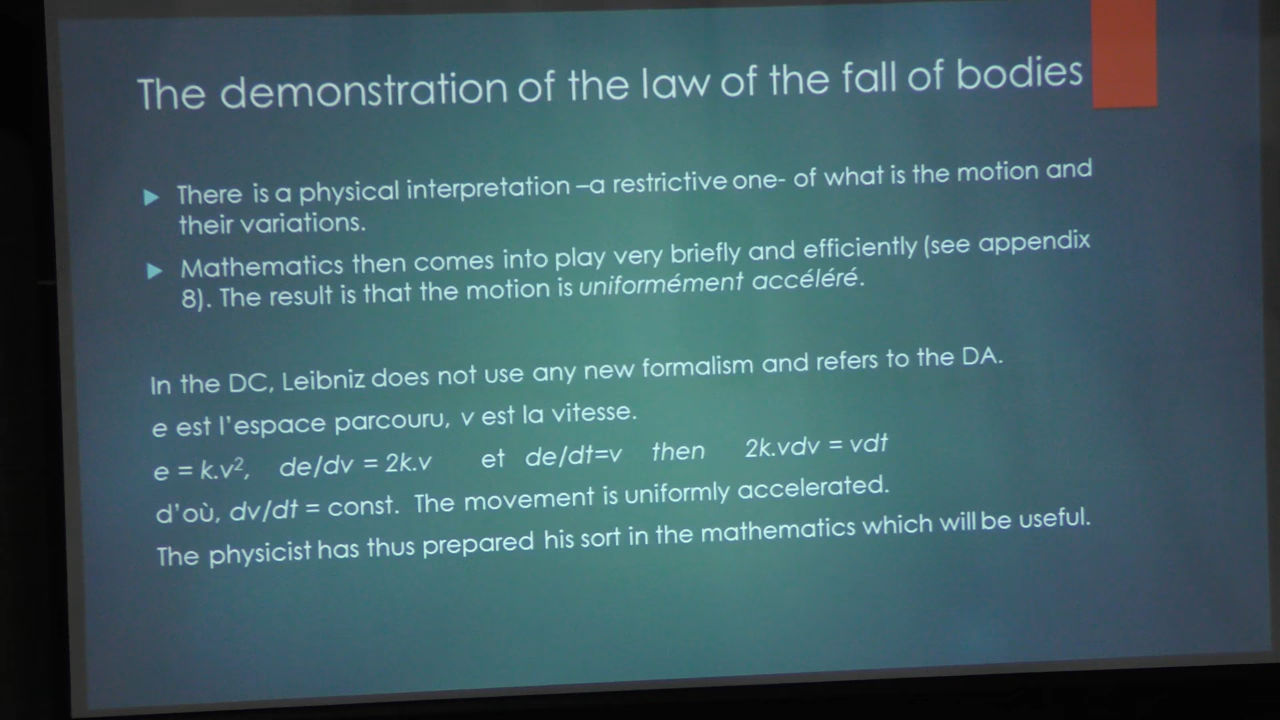 The demonstration of the law of the fall of bodies
There is a physical interpretation –a restrictive one- of what is the motion and
their variations.
Mathematics then comes into play very briefly and efficiently (see appendix
8). The result is that the motion is uniformément accéléré.
In the DC, Leibniz does not use any new formalism and refers to the DA.
e est l'espace parcouru, v est la vitesse.
e = k.v², de/dv = 2k.v et de/dt=v then 2k.vdv = vdt
d'où, dv/dt = const. The movement is uniformly accelerated.
The physicist has thus prepared his sort in the mathematics which will be useful.